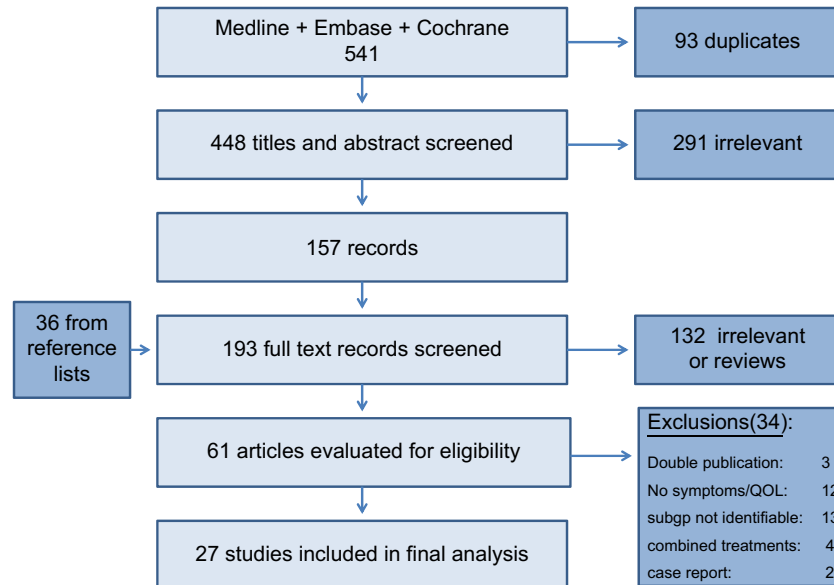 Medline + Embase + Cochrane
541
93 duplicates
448 titles and abstract screened
291 irrelevant
157 records
36 from
reference
lists
193 full text records screened
132 irrelevant
or reviews
61 articles evaluated for eligibility
Exclusions(34):
Double publication: 3
No symptoms/QOL: 12
subgp not identifiable: 13
combined treatments: 4
case report: 2
27 studies included in final analysis